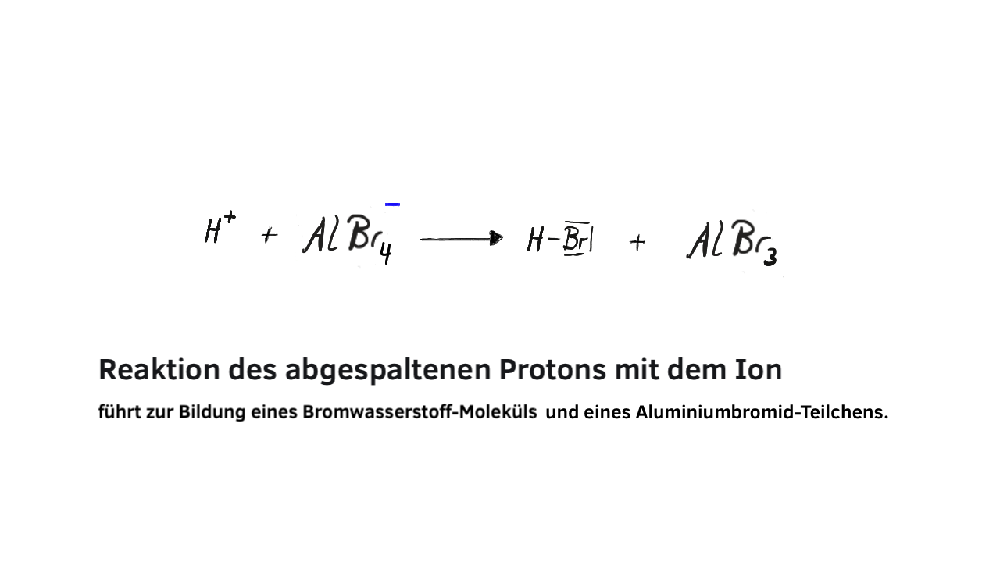 H⁺ + AlBr₄⁻ ⟶ H–Br| + AlBr₃
Reaktion des abgespaltenen Protons mit dem Ion
führt zur Bildung eines Bromwasserstoff-Moleküls und eines Aluminiumbromid-Teilchens.